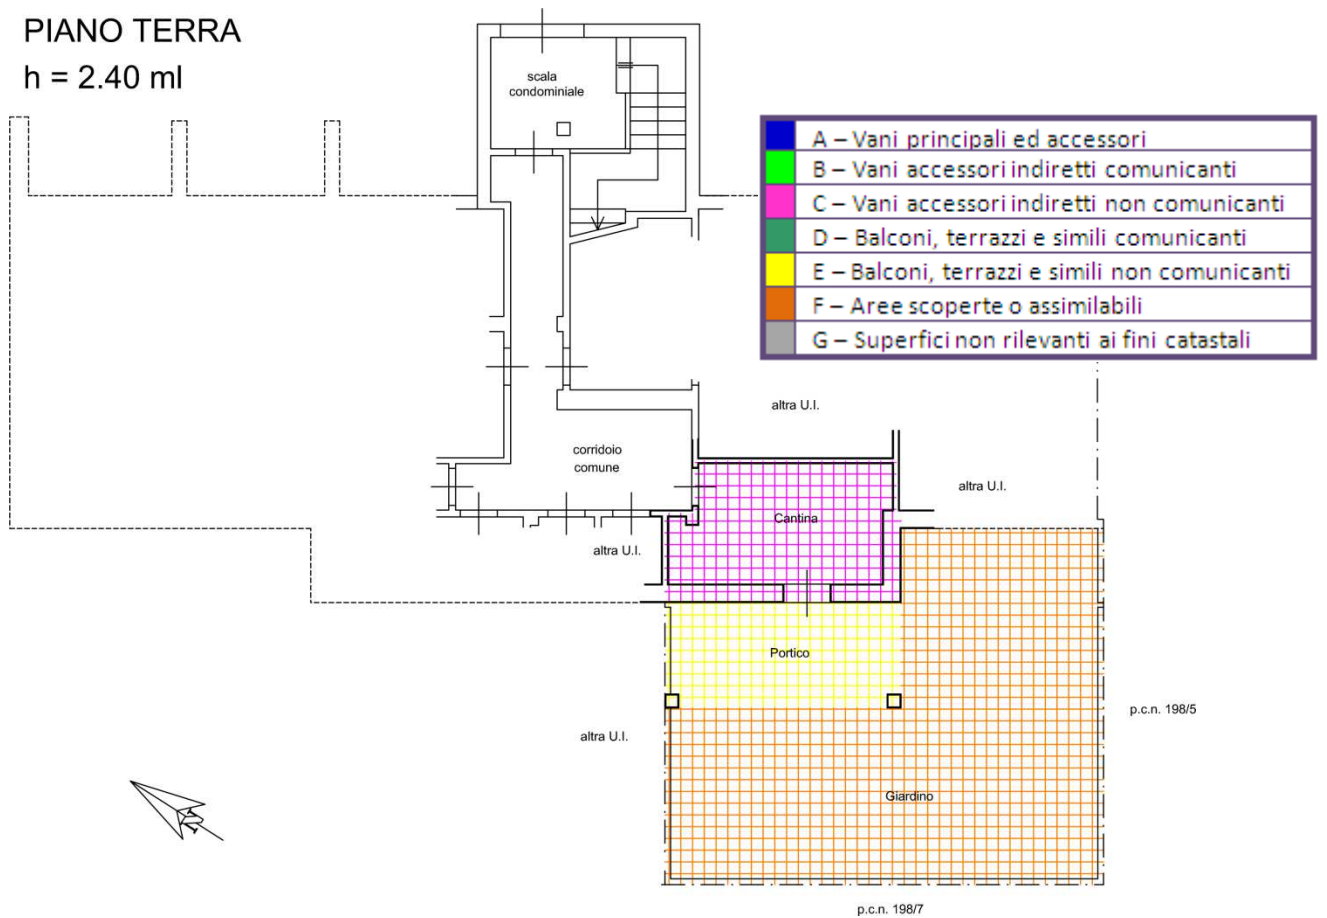 PIANO TERRA
h = 2.40 ml
scala
condominiale
A – Vani principali ed accessori
B – Vani accessori indiretti comunicanti
C – Vani accessori indiretti non comunicanti
D – Balconi, terrazzi e simili comunicanti
E – Balconi, terrazzi e simili non comunicanti
F – Aree scoperte o assimilabili
G – Superfici non rilevanti ai fini catastali
altra U.I.
corridoio
comune
altra U.I.
Cantina
altra U.I.
Portico
p.c.n. 198/5
altra U.I.
Giardino
p.c.n. 198/7